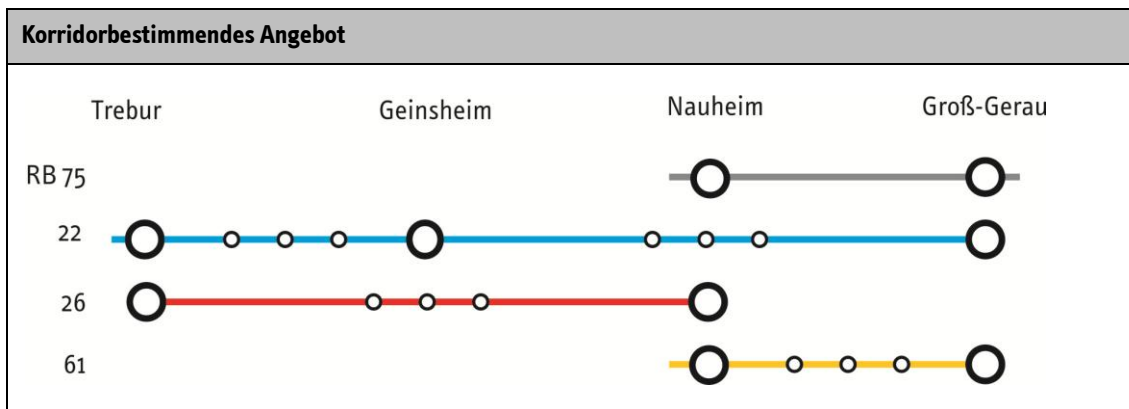 Korridorbestimmendes Angebot
Trebur Geinsheim Nauheim Groß-Gerau
RB 75
22
26
61